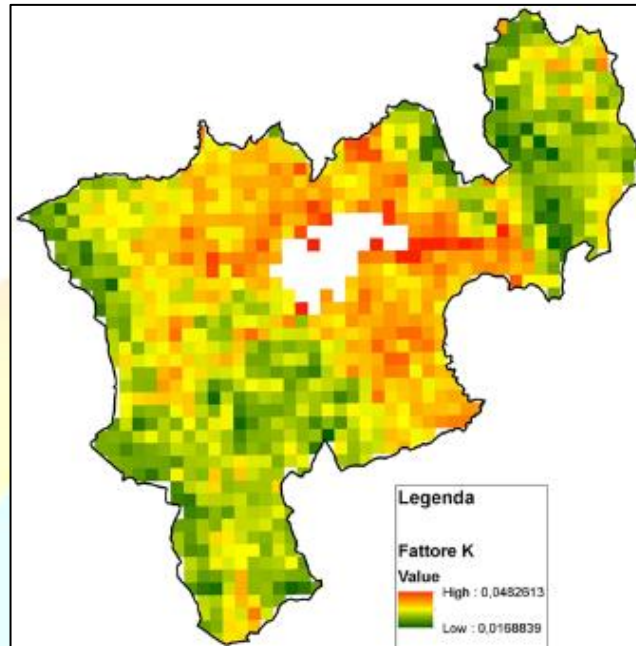 Legenda
Fattore K
Value
High : 0,0482613
Low : 0,0168839